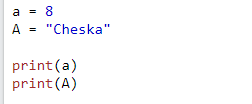 a = 8
A = "Cheska"
print(a)
print(A)